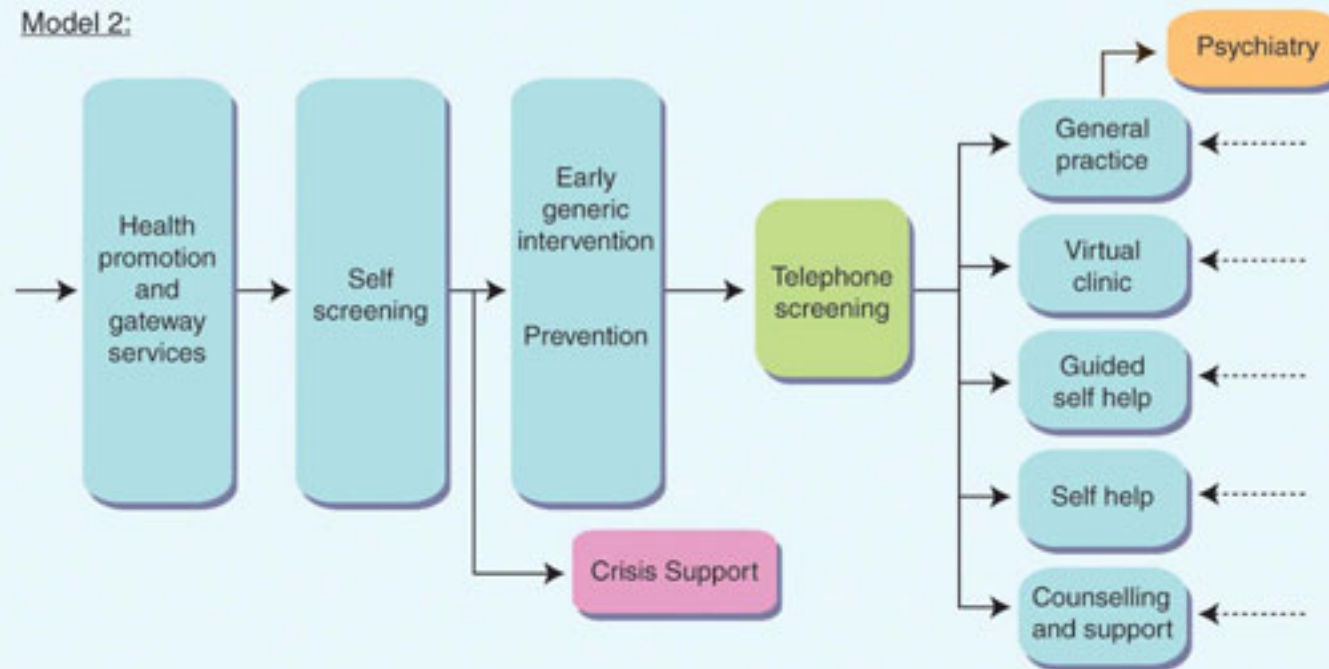 Model 2:
Health
promotion
and
gateway
services
Self
screening
Early
generic
intervention
Prevention
Crisis Support
Telephone
screening
Psychiatry
General
practice
Virtual
clinic
Guided
self help
Self help
Counselling
and support